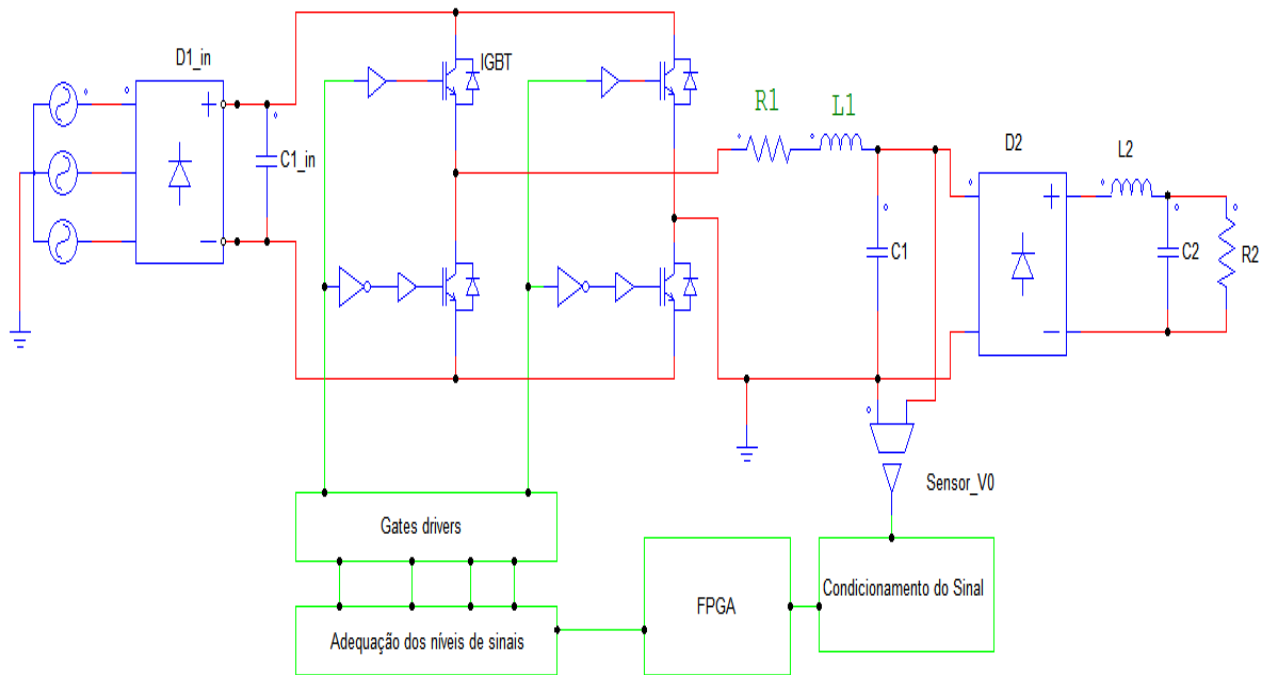 D1_in
C1_in
IGBT
R1
L1
C1
D2
L2
C2
R2
Sensor_V0
Gates drivers
Adequação dos níveis de sinais
FPGA
Condicionamento do Sinal